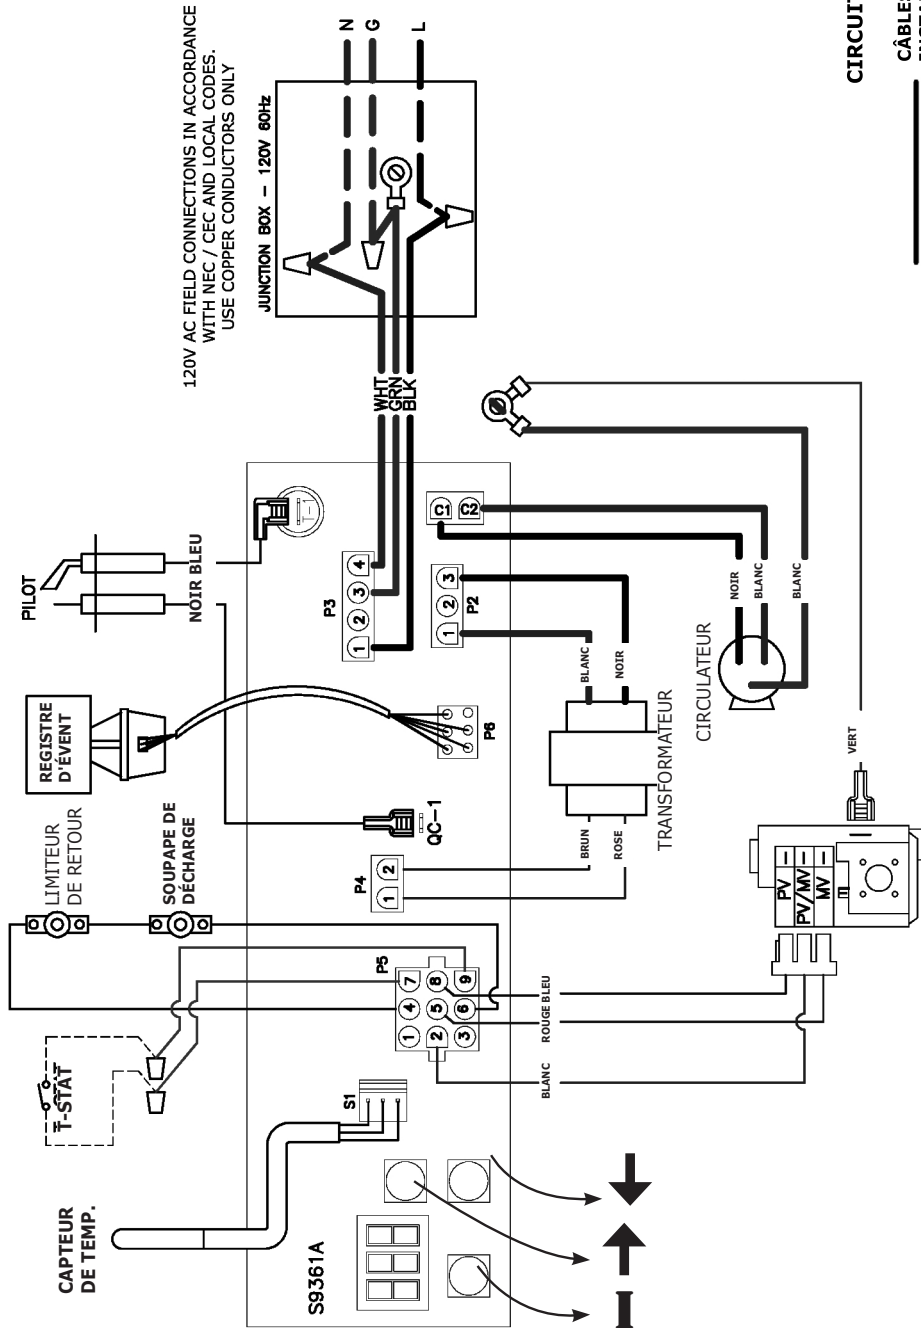 120V AC FIELD CONNECTIONS IN ACCORDANCE
WITH NEC / CEC AND LOCAL CODES.
USE COPPER CONDUCTORS ONLY
JUNCTION BOX - 120V 60Hz
N
G
L
WHT
GRN
BLK
CIRCUIT
CÂBLES
PILOT
NOIR BLEU
T-1
REGISTRE
D'ÉVENT
LIMITEUR
DE RETOUR
SOUPAPE DE
DÉCHARGE
T-STAT
CAPTEUR
DE TEMP.
P3
1 2 3 4
C1 C2
P2
1 2 3
P6
QC-1
P4
1 2
P5
7 8 9
4 5 6
1 2 3
S1
S9361A
BLANC
NOIR
BRUN
ROSE
TRANSFORMATEUR
CIRCULATEUR
NOIR
BLANC
BLANC
VERT
BLEU
ROUGE
BLANC
PV
PV/MV
MV